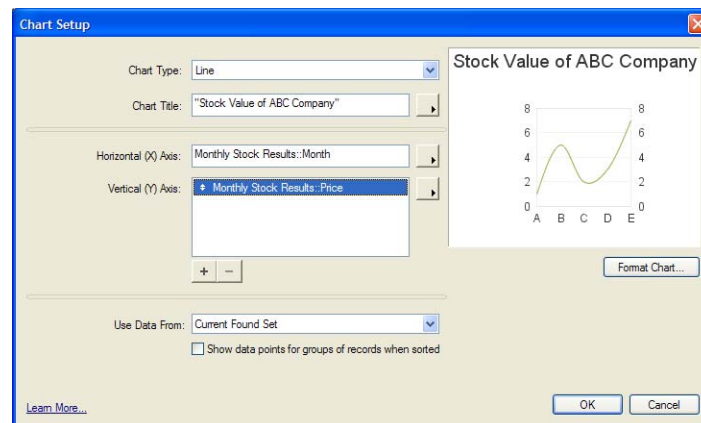 Chart Setup
Chart Type: Line
Chart Title: "Stock Value of ABC Company"
Horizontal (X) Axis: Monthly Stock Results::Month
Vertical (Y) Axis: Monthly Stock Results::Price
+ −
Use Data From: Current Found Set
Show data points for groups of records when sorted
Learn More...
Stock Value of ABC Company
8 8
6 6
4 4
2 2
0 0
A B C D E
Format Chart...
OK Cancel